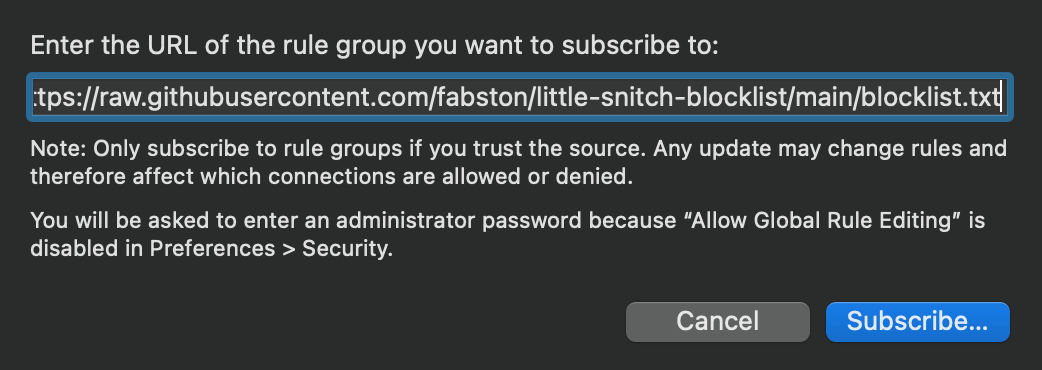 Enter the URL of the rule group you want to subscribe to:
ttps://raw.githubusercontent.com/fabston/little-snitch-blocklist/main/blocklist.txt
Note: Only subscribe to rule groups if you trust the source. Any update may change rules and
therefore affect which connections are allowed or denied.
You will be asked to enter an administrator password because “Allow Global Rule Editing” is
disabled in Preferences > Security.
Cancel
Subscribe...